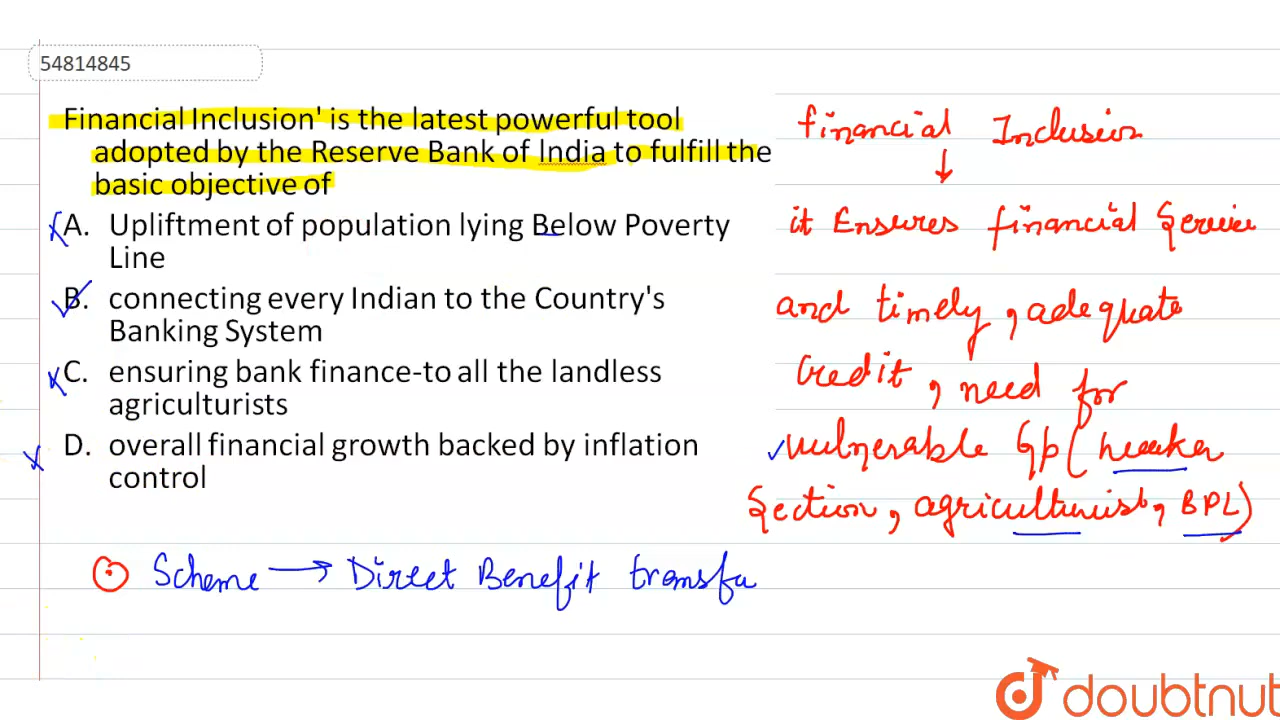 54814845
Financial Inclusion' is the latest powerful tool
adopted by the Reserve Bank of India to fulfill the
basic objective of
A. Upliftment of population lying Below Poverty
Line
B. connecting every Indian to the Country's
Banking System
C. ensuring bank finance-to all the landless
agriculturists
D. overall financial growth backed by inflation
control
financial Inclusion
it Ensures financial Service
and timely, adequate
credit, need for
vulnerable Gp (weaker
Section, agriculturist, BPL)
Scheme → Direct Benefit transfe
doubtnut